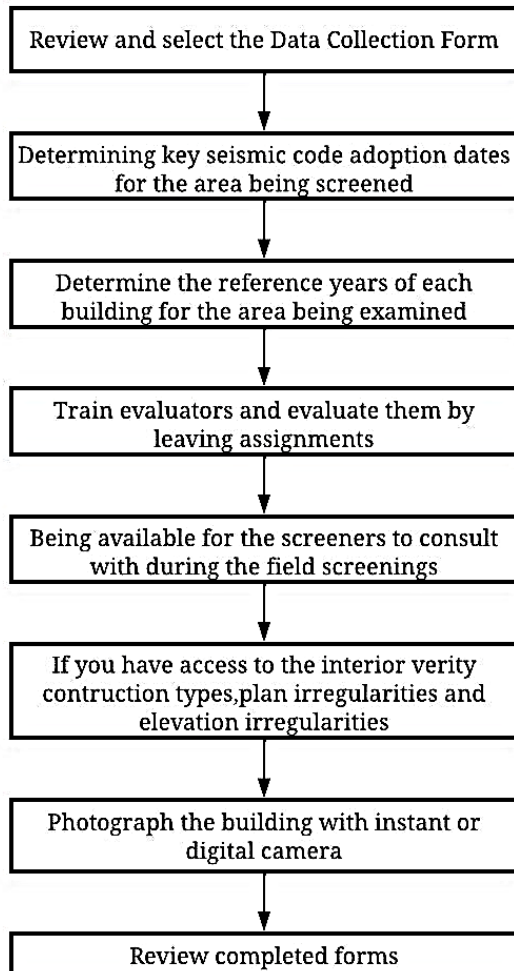 Review and select the Data Collection Form
Determining key seismic code adoption dates
for the area being screened
Determine the reference years of each
building for the area being examined
Train evaluators and evaluate them by
leaving assignments
Being available for the screeners to consult
with during the field screenings
If you have access to the interior verity
contruction types,plan irregularities and
elevation irregularities
Photograph the building with instant or
digital camera
Review completed forms